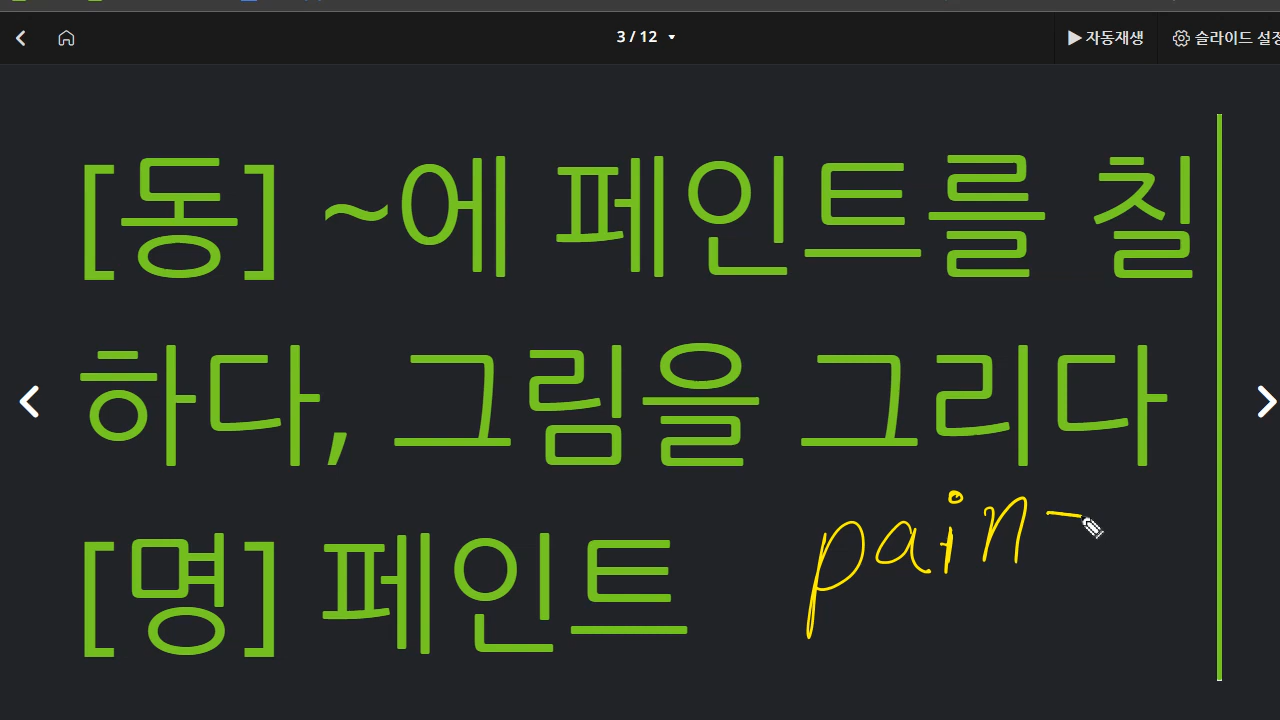 3 / 12
▶ 자동재생
슬라이드 설정
[동] ~에 페인트를 칠
하다, 그림을 그리다
[명] 페인트
pain